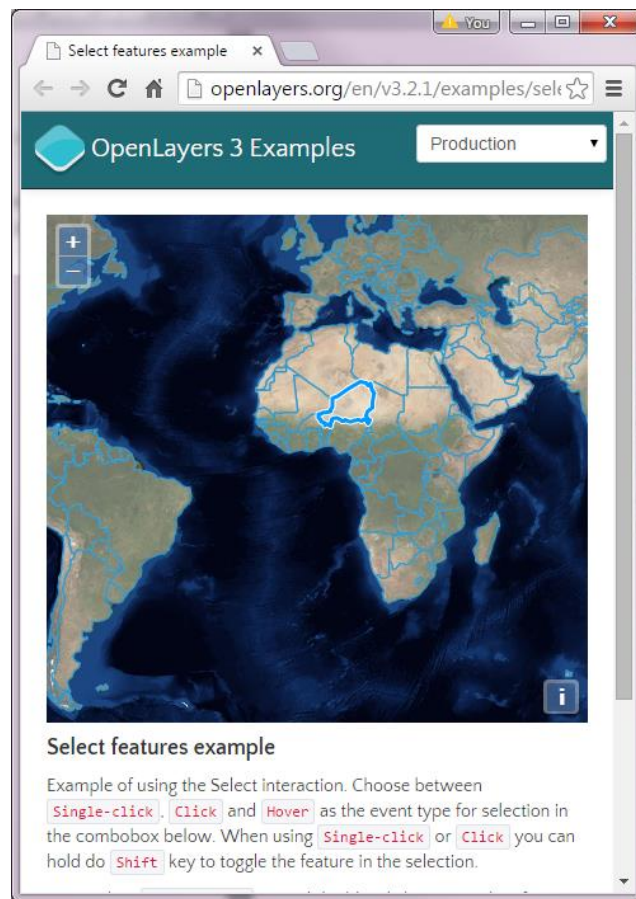 You
Select features example
openlayers.org/en/v3.2.1/examples/sele
OpenLayers 3 Examples
Production
+
−
i
Select features example
Example of using the Select interaction. Choose between
Single-click, Click and Hover as the event type for selection in
the combobox below. When using Single-click or Click you can
hold do Shift key to toggle the feature in the selection.